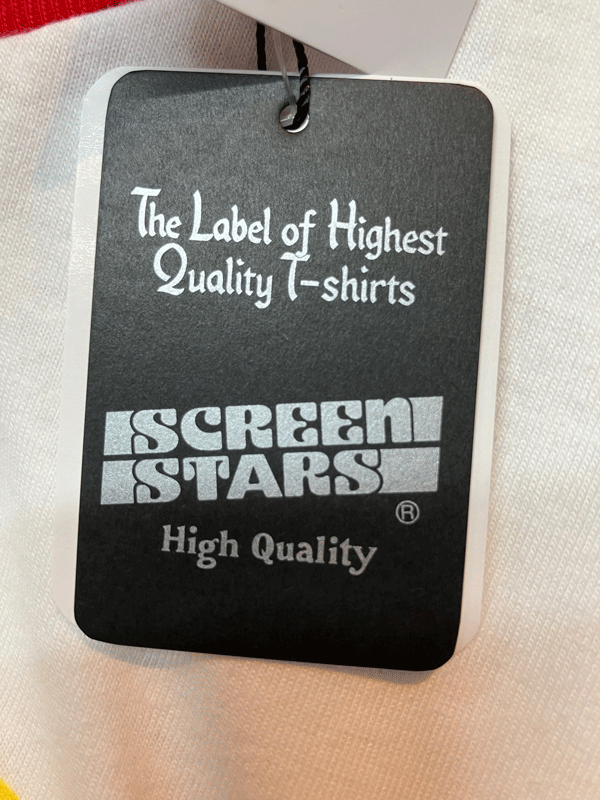 The Label of Highest
Quality T-shirts
SCREEN
STARS
®
High Quality